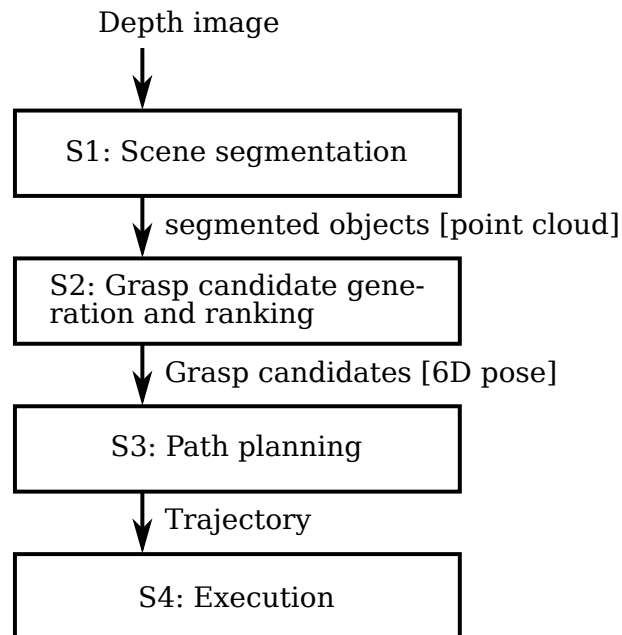 Depth image
S1: Scene segmentation
segmented objects [point cloud]
S2: Grasp candidate gene-
ration and ranking
Grasp candidates [6D pose]
S3: Path planning
Trajectory
S4: Execution